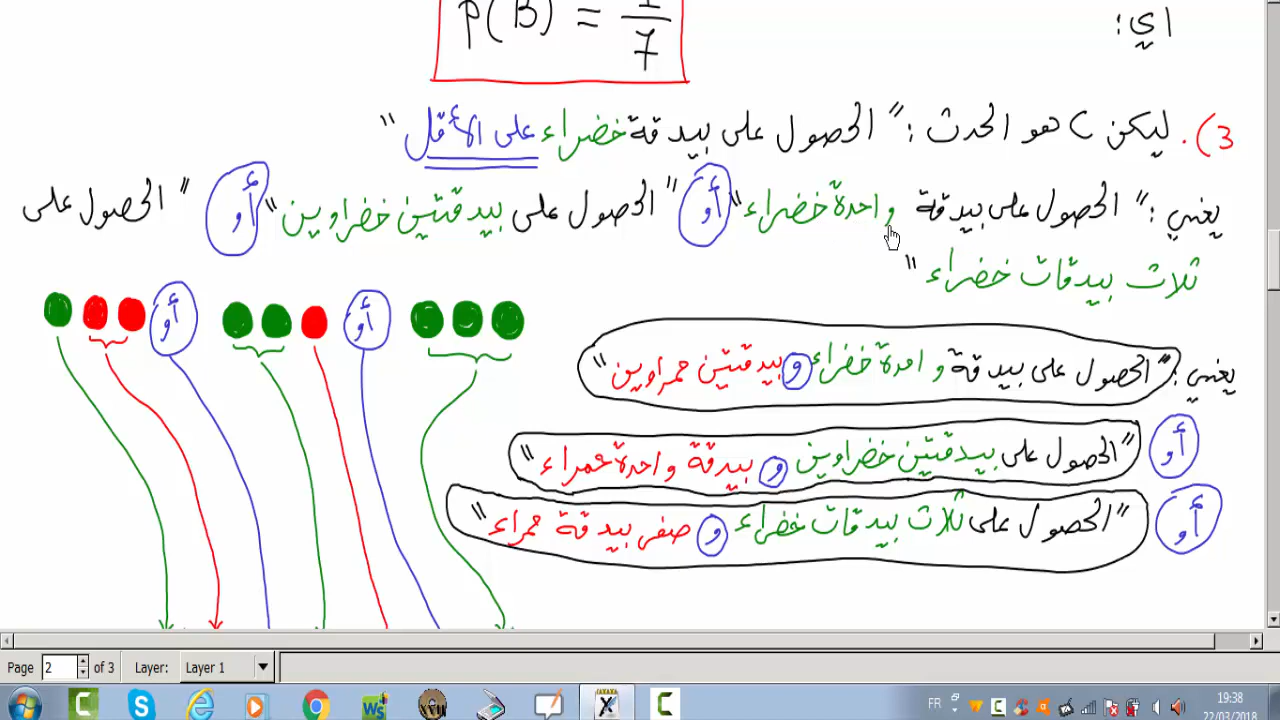 P(B) = 1/7
اي :
3). ليكن C هو الحدث : " الحصول على بيدقة خضراء على الأقل "
يعني : " الحصول على بيدقة واحدة خضراء " أو " الحصول على بيدقتين خضراوين " أو " الحصول على
ثلاث بيدقات خضراء "
أو أو
يعني : " الحصول على بيدقة واحدة خضراء و بيدقتين حمراوين "
أو " الحصول على بيدقتين خضراوين و بيدقة واحدة حمراء "
أو " الحصول على ثلاث بيدقات خضراء و صفر بيدقة حمراء "
Page 2 of 3 Layer: Layer 1
FR 19:38
22/03/2018